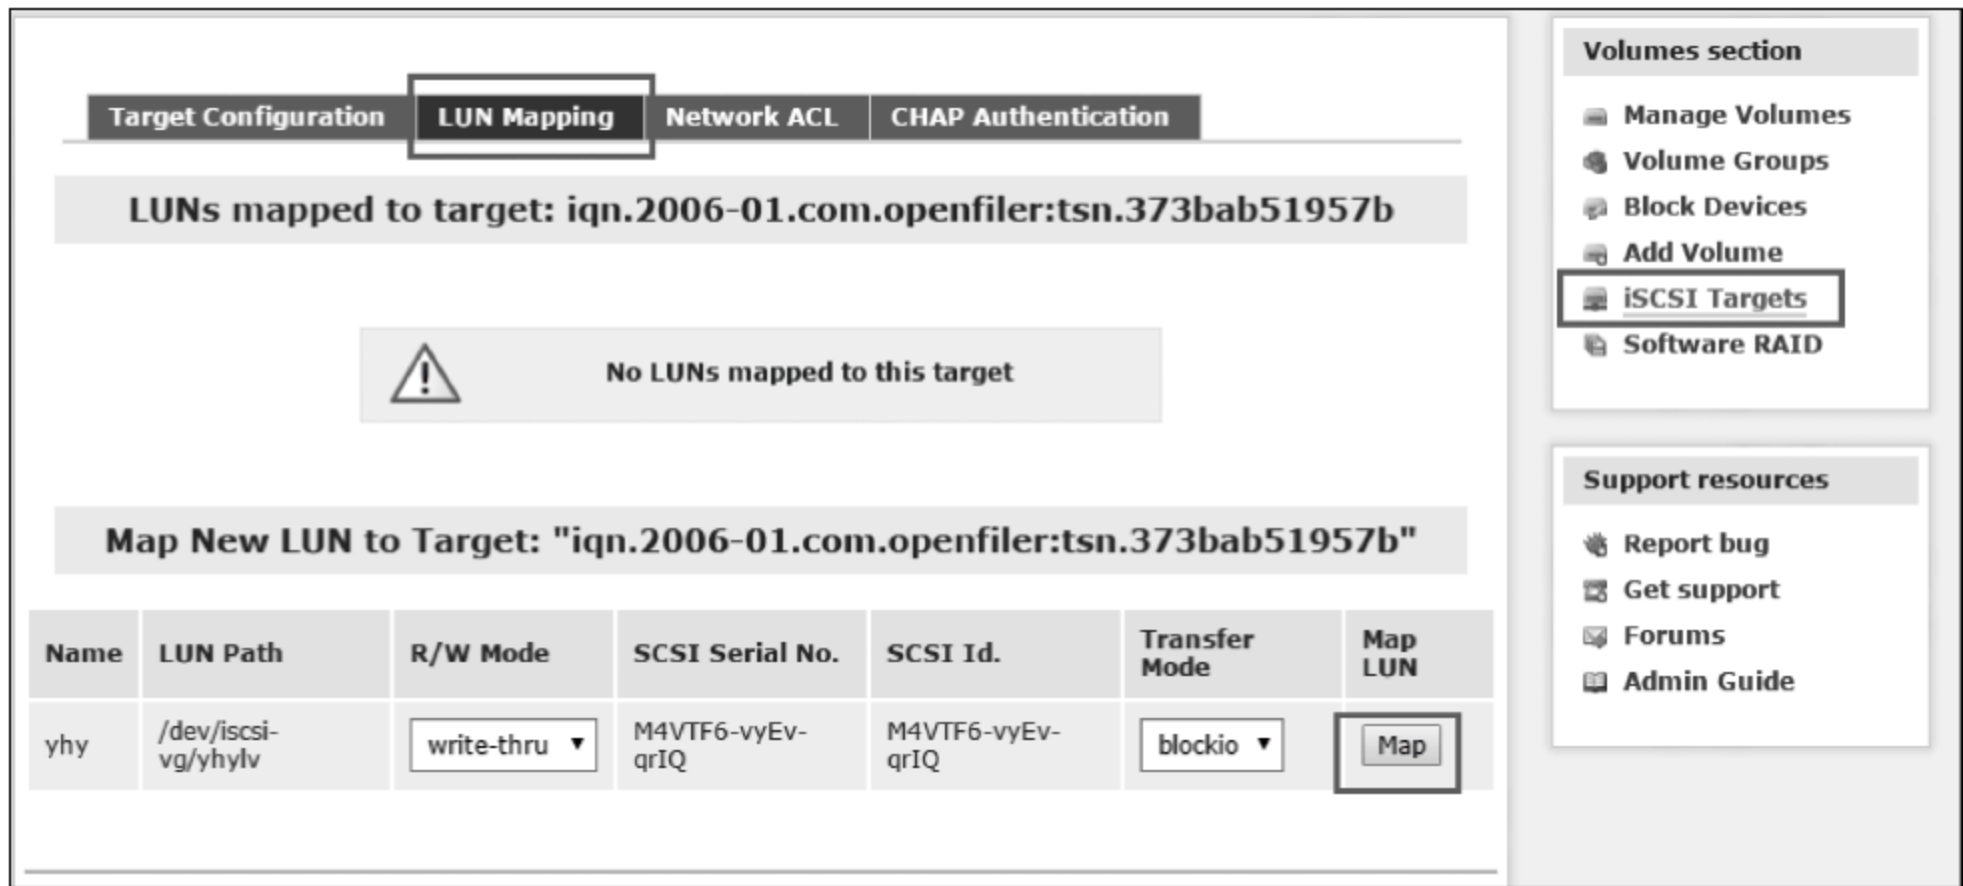 Target Configuration LUN Mapping Network ACL CHAP Authentication
LUNs mapped to target: iqn.2006-01.com.openfiler:tsn.373bab51957b
No LUNs mapped to this target
Map New LUN to Target: "iqn.2006-01.com.openfiler:tsn.373bab51957b"
Name LUN Path R/W Mode SCSI Serial No. SCSI Id. Transfer Mode Map LUN
yhy /dev/iscsi-vg/yhylv write-thru M4VTF6-vyEv-qrIQ M4VTF6-vyEv-qrIQ blockio Map
Volumes section
Manage Volumes
Volume Groups
Block Devices
Add Volume
iSCSI Targets
Software RAID
Support resources
Report bug
Get support
Forums
Admin Guide